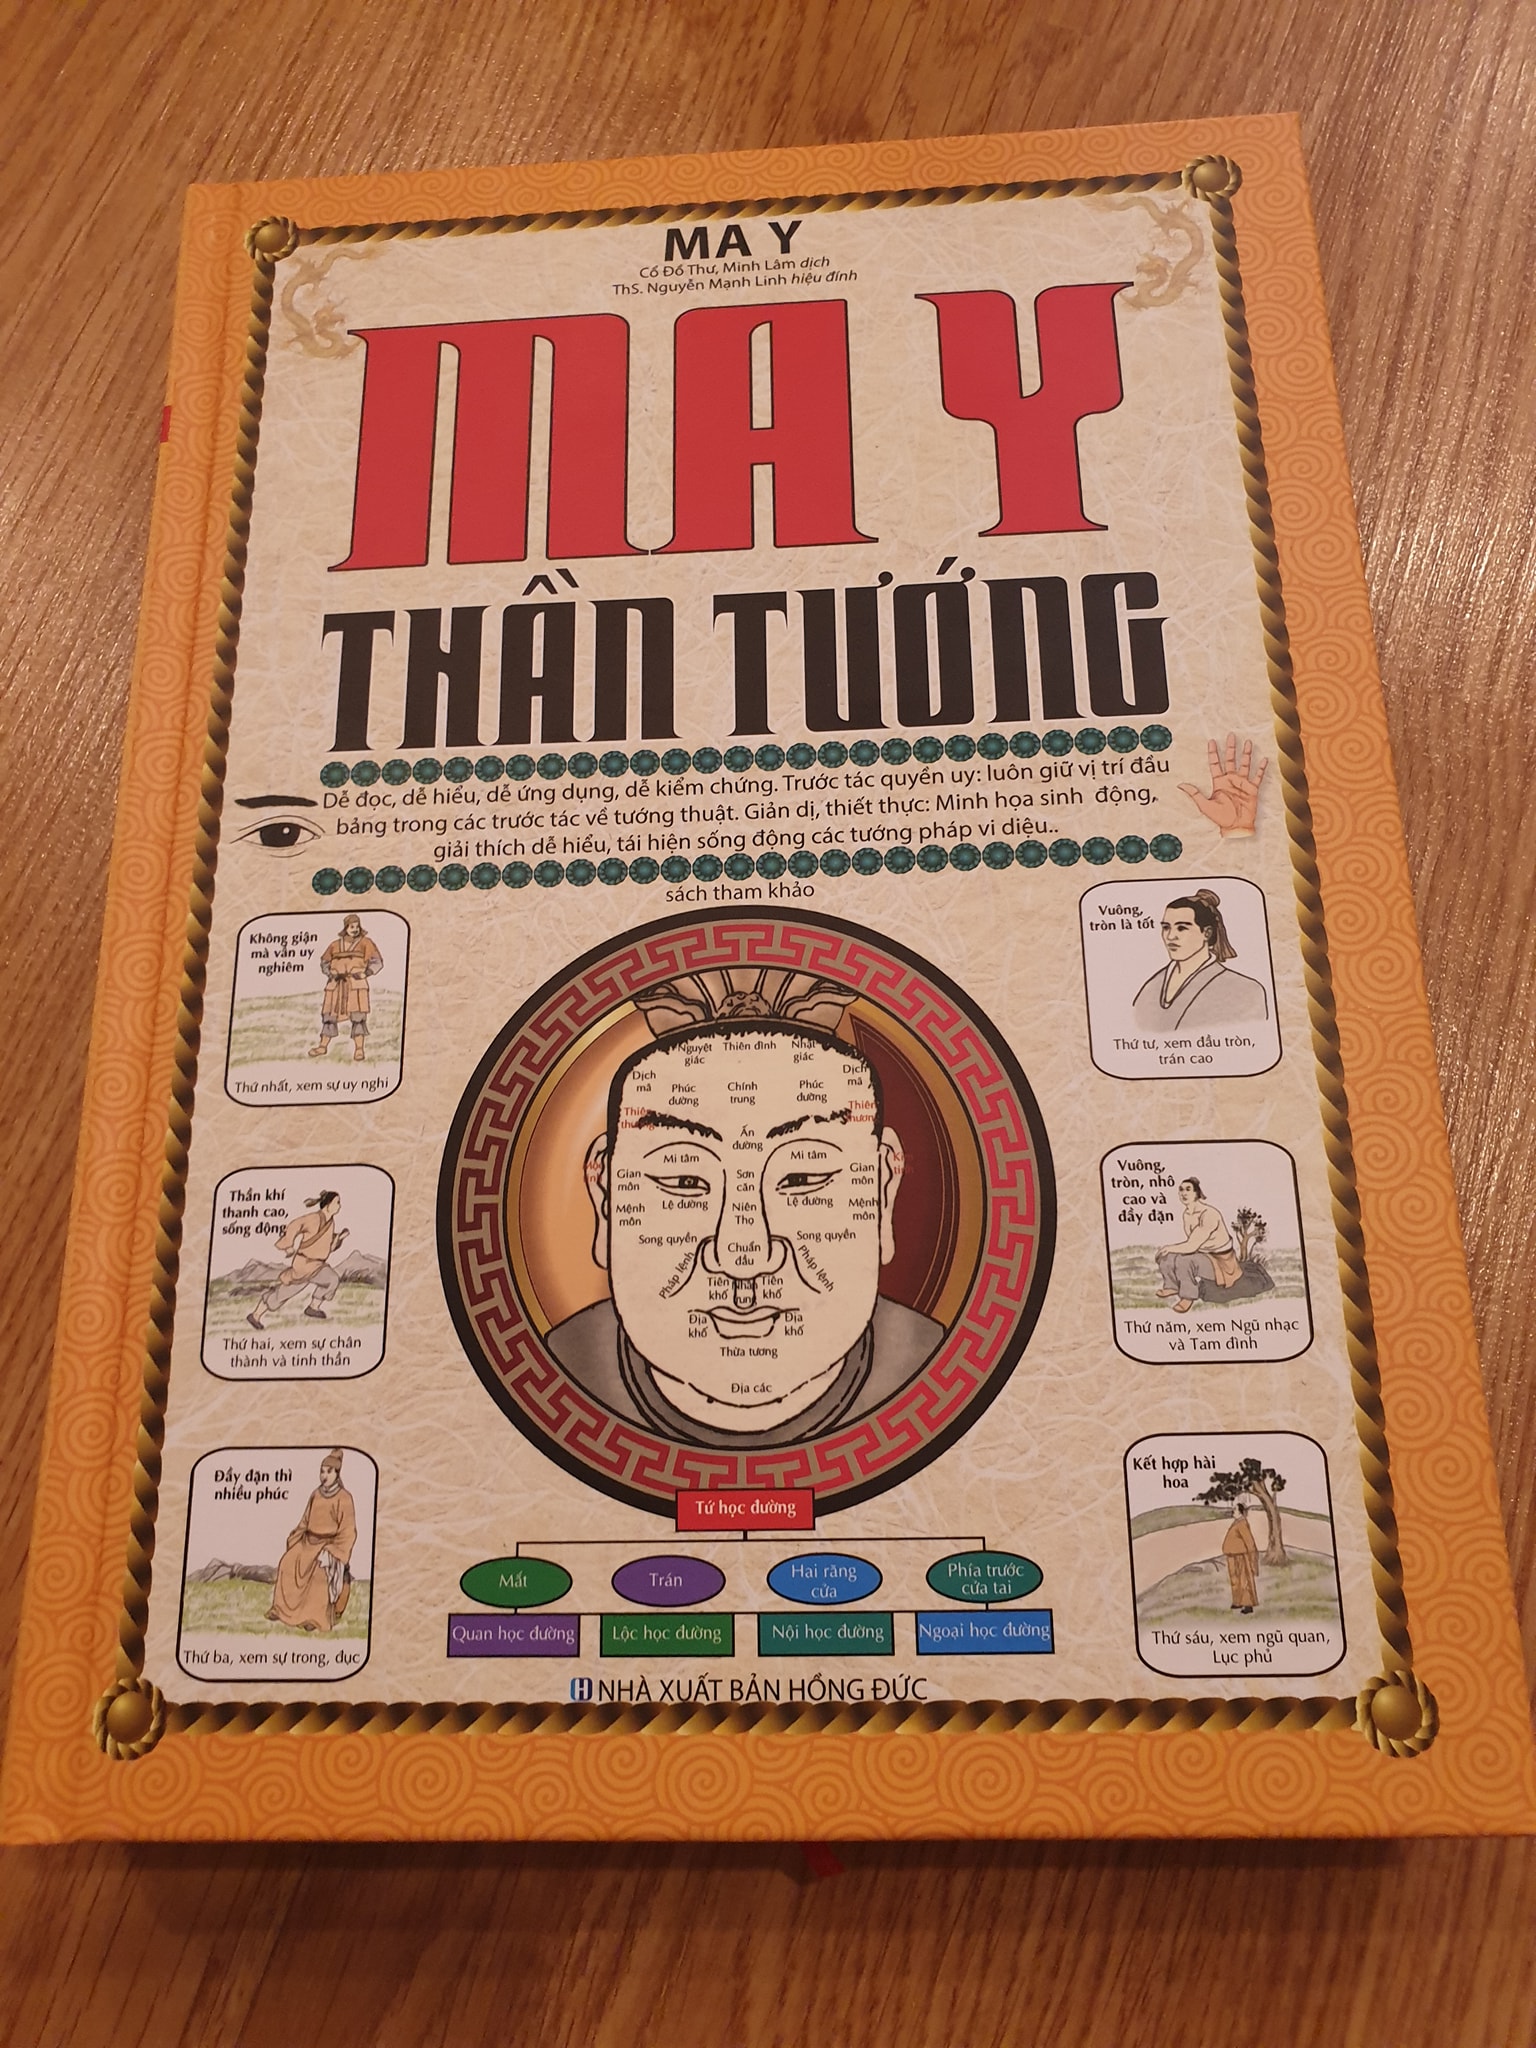 MA Y
Cổ Đồ Thư, Minh Lâm dịch
ThS. Nguyễn Mạnh Linh hiệu đính
MA Y
THẦN TƯỚNG
Dễ đọc, dễ hiểu, dễ ứng dụng, dễ kiểm chứng. Trước tác quyền uy: luôn giữ vị trí đầu
bảng trong các trước tác về tướng thuật. Giản dị, thiết thực: Minh họa sinh động,
giải thích dễ hiểu, tái hiện sống động các tướng pháp vi diệu..
sách tham khảo
Không giận
mà vẫn uy
nghiêm
Thứ nhất, xem sự uy nghi
Thần khí
thanh cao,
sống động
Thứ hai, xem sự chân
thành và tinh thần
Đầy đặn thì
nhiều phúc
Thứ ba, xem sự trong, đục
Nguyệt giác Thiên đình Nhật giác
Dịch mã Phúc đường Chính trung Phúc đường Dịch mã
Ấn đường
Mi tâm Mi tâm
Gian môn Sơn căn Gian môn
Lệ đường Lệ đường
Mệnh môn Niên Thọ Mệnh môn
Song quyền Song quyền
Chuẩn đầu
Pháp lệnh Pháp lệnh
Tiên khố Tiên khố
Địa khố Địa khố
Thừa tương
Địa các
Vuông,
tròn là tốt
Thứ tư, xem đầu tròn,
trán cao
Vuông,
tròn, nhô
cao và
đầy đặn
Thứ năm, xem Ngũ nhạc
và Tam đình
Kết hợp hài
hoa
Thứ sáu, xem ngũ quan,
Lục phủ
Tứ học đường
Mắt Trán Hai răng cửa Phía trước cửa tai
Quan học đường Lộc học đường Nội học đường Ngoại học đường
NHÀ XUẤT BẢN HỒNG ĐỨC